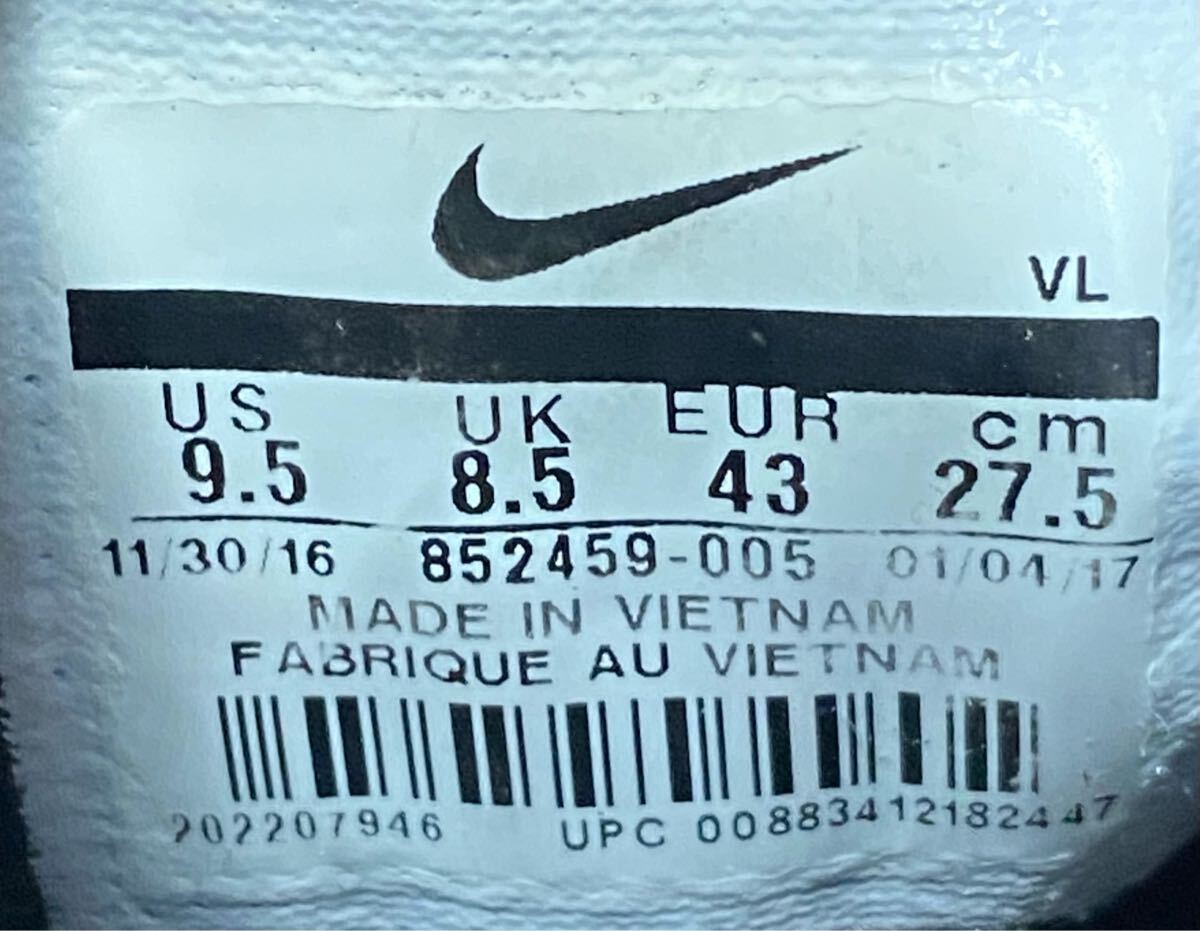 VL
US UK EUR cm
9.5 8.5 43 27.5
11/30/16 852459-005 01/04/17
MADE IN VIETNAM
FABRIQUE AU VIETNAM
202207946 UPC 00883412182447